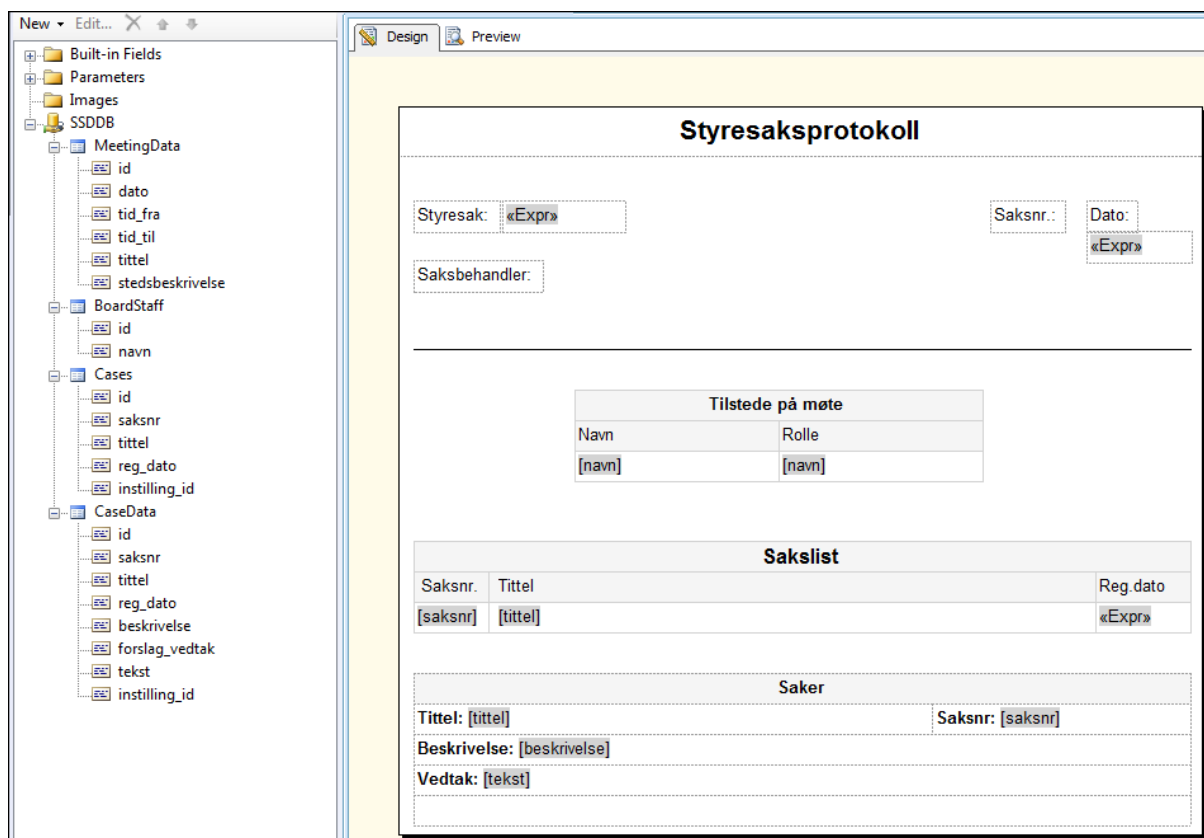 New Edit...
Built-in Fields
Parameters
Images
SSDDB
MeetingData
id
dato
tid_fra
tid_til
tittel
stedsbeskrivelse
BoardStaff
id
navn
Cases
id
saksnr
tittel
reg_dato
instilling_id
CaseData
id
saksnr
tittel
reg_dato
beskrivelse
forslag_vedtak
tekst
instilling_id
Design Preview
Styresaksprotokoll
Styresak: «Expr» Saksnr.: Dato:
«Expr»
Saksbehandler:
Tilstede på møte
Navn Rolle
[navn] [navn]
Sakslist
Saksnr. Tittel Reg.dato
[saksnr] [tittel] «Expr»
Saker
Tittel: [tittel] Saksnr: [saksnr]
Beskrivelse: [beskrivelse]
Vedtak: [tekst]